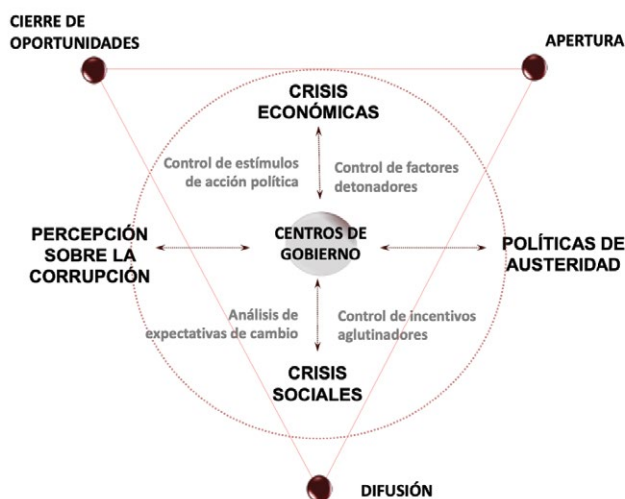 CIERRE DE
OPORTUNIDADES
APERTURA
CRISIS
ECONÓMICAS
Control de estímulos
de acción política
Control de factores
detonadores
PERCEPCIÓN
SOBRE LA
CORRUPCIÓN
CENTROS DE
GOBIERNO
POLÍTICAS DE
AUSTERIDAD
Análisis de
expectativas de cambio
Control de incentivos
aglutinadores
CRISIS
SOCIALES
DIFUSIÓN